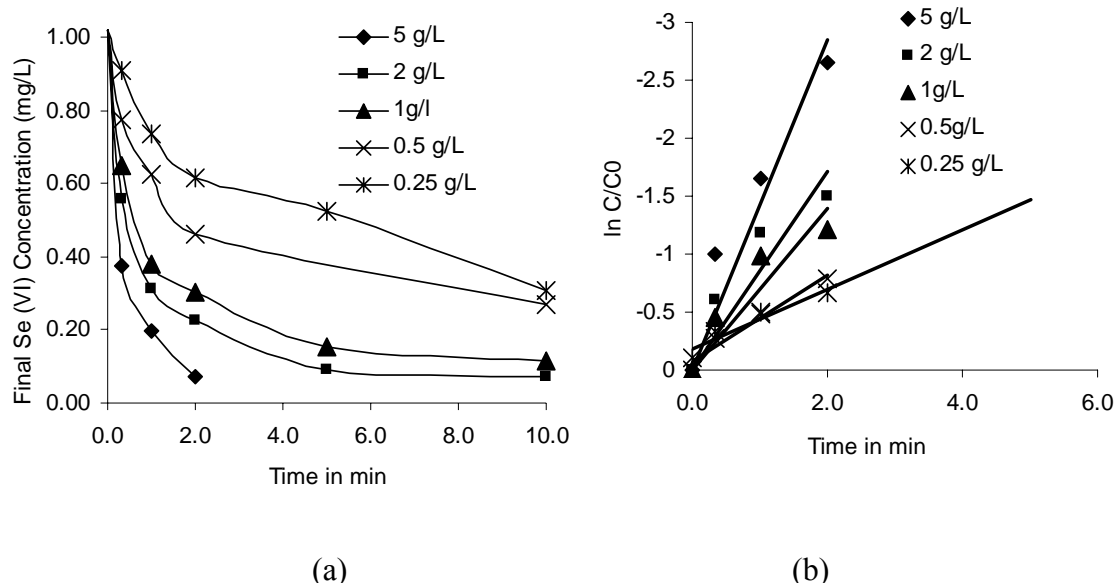 1.00
0.80
0.60
0.40
0.20
0.00
Final Se (VI) Concentration (mg/L)
0.0 2.0 4.0 6.0 8.0 10.0
Time in min
5 g/L
2 g/L
1g/l
0.5 g/L
0.25 g/L
(a)
-3
-2.5
-2
-1.5
-1
-0.5
0
ln C/C0
0.0 2.0 4.0 6.0
Time in min
5 g/L
2 g/L
1g/L
0.5g/L
0.25 g/L
(b)